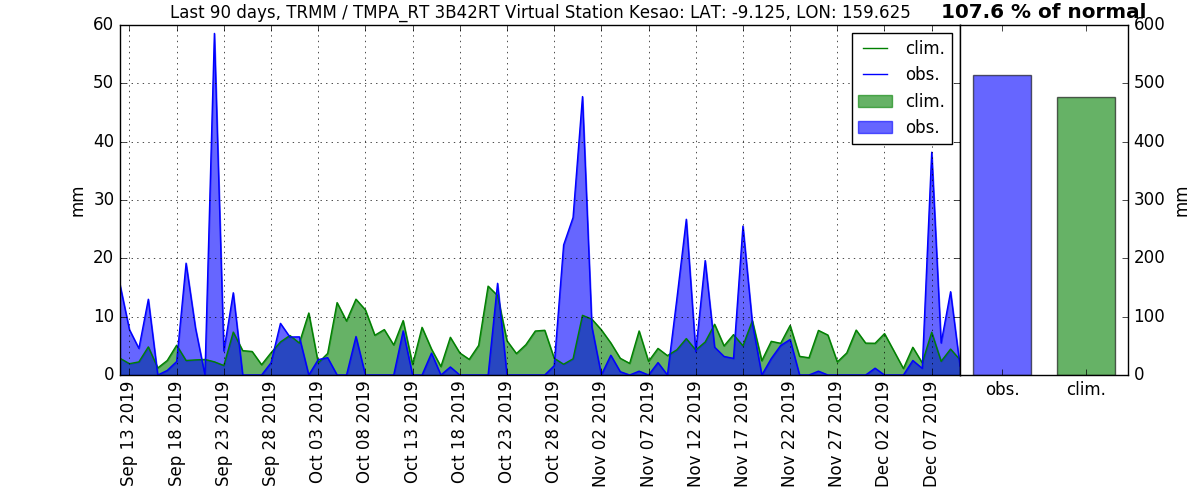 Last 90 days, TRMM / TMPA_RT 3B42RT Virtual Station Kesao: LAT: -9.125, LON: 159.625
107.6 % of normal
60
50
40
30
20
10
0
mm
clim.
obs.
clim.
obs.
600
500
400
300
200
100
0
mm
Sep 13 2019
Sep 18 2019
Sep 23 2019
Sep 28 2019
Oct 03 2019
Oct 08 2019
Oct 13 2019
Oct 18 2019
Oct 23 2019
Oct 28 2019
Nov 02 2019
Nov 07 2019
Nov 12 2019
Nov 17 2019
Nov 22 2019
Nov 27 2019
Dec 02 2019
Dec 07 2019
obs.
clim.